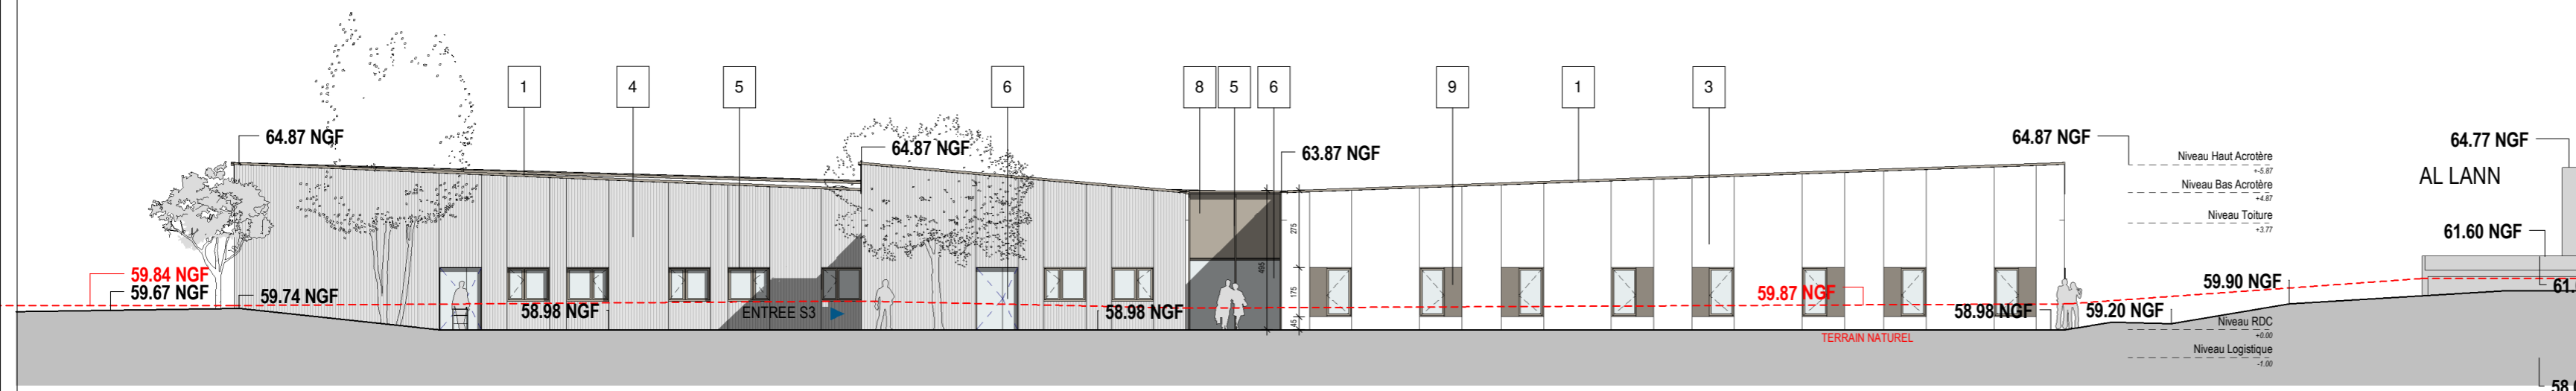 1
4
5
6
8
5
6
9
1
3
64.87 NGF
64.87 NGF
63.87 NGF
64.87 NGF
64.77 NGF
Niveau Haut Acrotère
+-5.87
AL LANN
Niveau Bas Acrotère
+4.87
Niveau Toiture
+3.77
61.60 NGF
275
495
175
45
59.84 NGF
59.67 NGF
59.74 NGF
58.98 NGF
ENTREE S3
58.98 NGF
59.87 NGF
59.90 NGF
58.98 NGF
59.20 NGF
TERRAIN NATUREL
Niveau RDC
+0.00
Niveau Logistique
-1.00